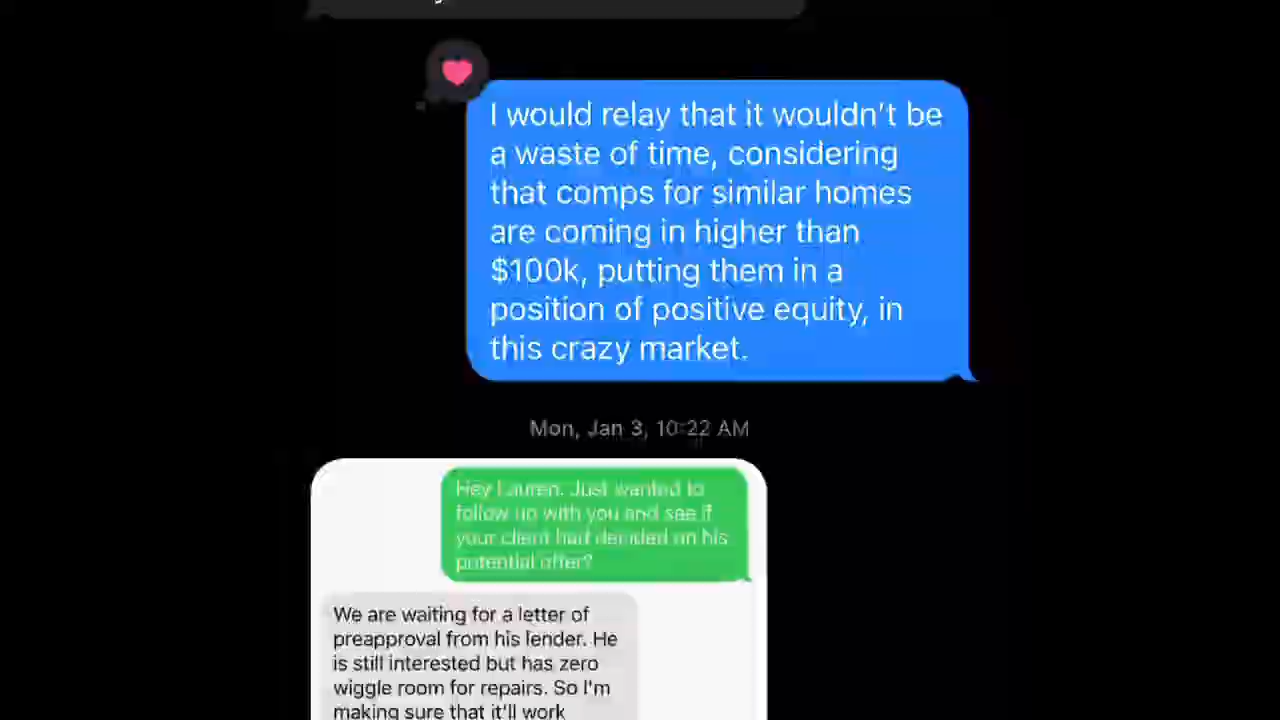 I would relay that it wouldn't be
a waste of time, considering
that comps for similar homes
are coming in higher than
$100k, putting them in a
position of positive equity, in
this crazy market.
Mon, Jan 3, 10:22 AM
Hey Lauren. Just wanted to
follow up with you and see if
your client had decided on his
potential offer?
We are waiting for a letter of
preapproval from his lender. He
is still interested but has zero
wiggle room for repairs. So I'm
making sure that it'll work